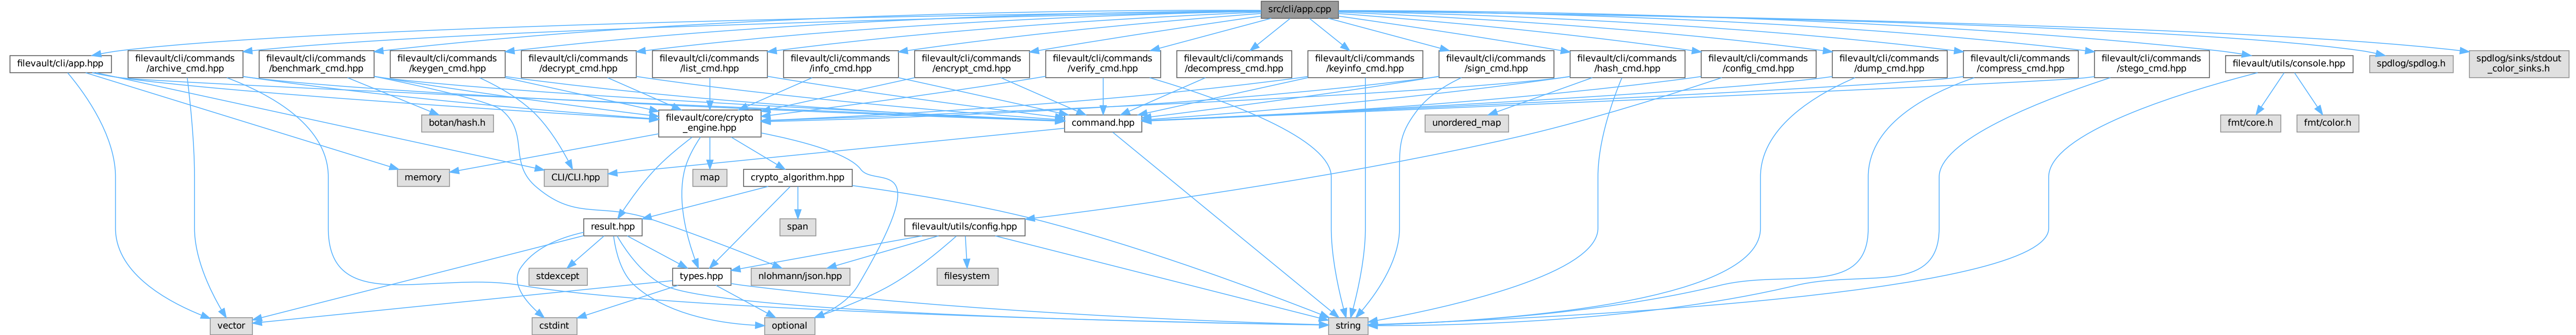 src/cli/app.cpp
filevault/cli/app.hpp
filevault/cli/commands
/archive_cmd.hpp
filevault/cli/commands
/benchmark_cmd.hpp
filevault/cli/commands
/keygen_cmd.hpp
filevault/cli/commands
/decrypt_cmd.hpp
filevault/cli/commands
/list_cmd.hpp
filevault/cli/commands
/info_cmd.hpp
filevault/cli/commands
/encrypt_cmd.hpp
filevault/cli/commands
/verify_cmd.hpp
filevault/cli/commands
/decompress_cmd.hpp
filevault/cli/commands
/keyinfo_cmd.hpp
filevault/cli/commands
/sign_cmd.hpp
filevault/cli/commands
/hash_cmd.hpp
filevault/cli/commands
/config_cmd.hpp
filevault/cli/commands
/dump_cmd.hpp
filevault/cli/commands
/compress_cmd.hpp
filevault/cli/commands
/stego_cmd.hpp
filevault/utils/console.hpp
spdlog/spdlog.h
spdlog/sinks/stdout
_color_sinks.h
botan/hash.h
filevault/core/crypto
_engine.hpp
command.hpp
unordered_map
fmt/core.h
fmt/color.h
memory
CLI/CLI.hpp
map
crypto_algorithm.hpp
result.hpp
span
filevault/utils/config.hpp
stdexcept
types.hpp
nlohmann/json.hpp
filesystem
vector
cstdint
optional
string